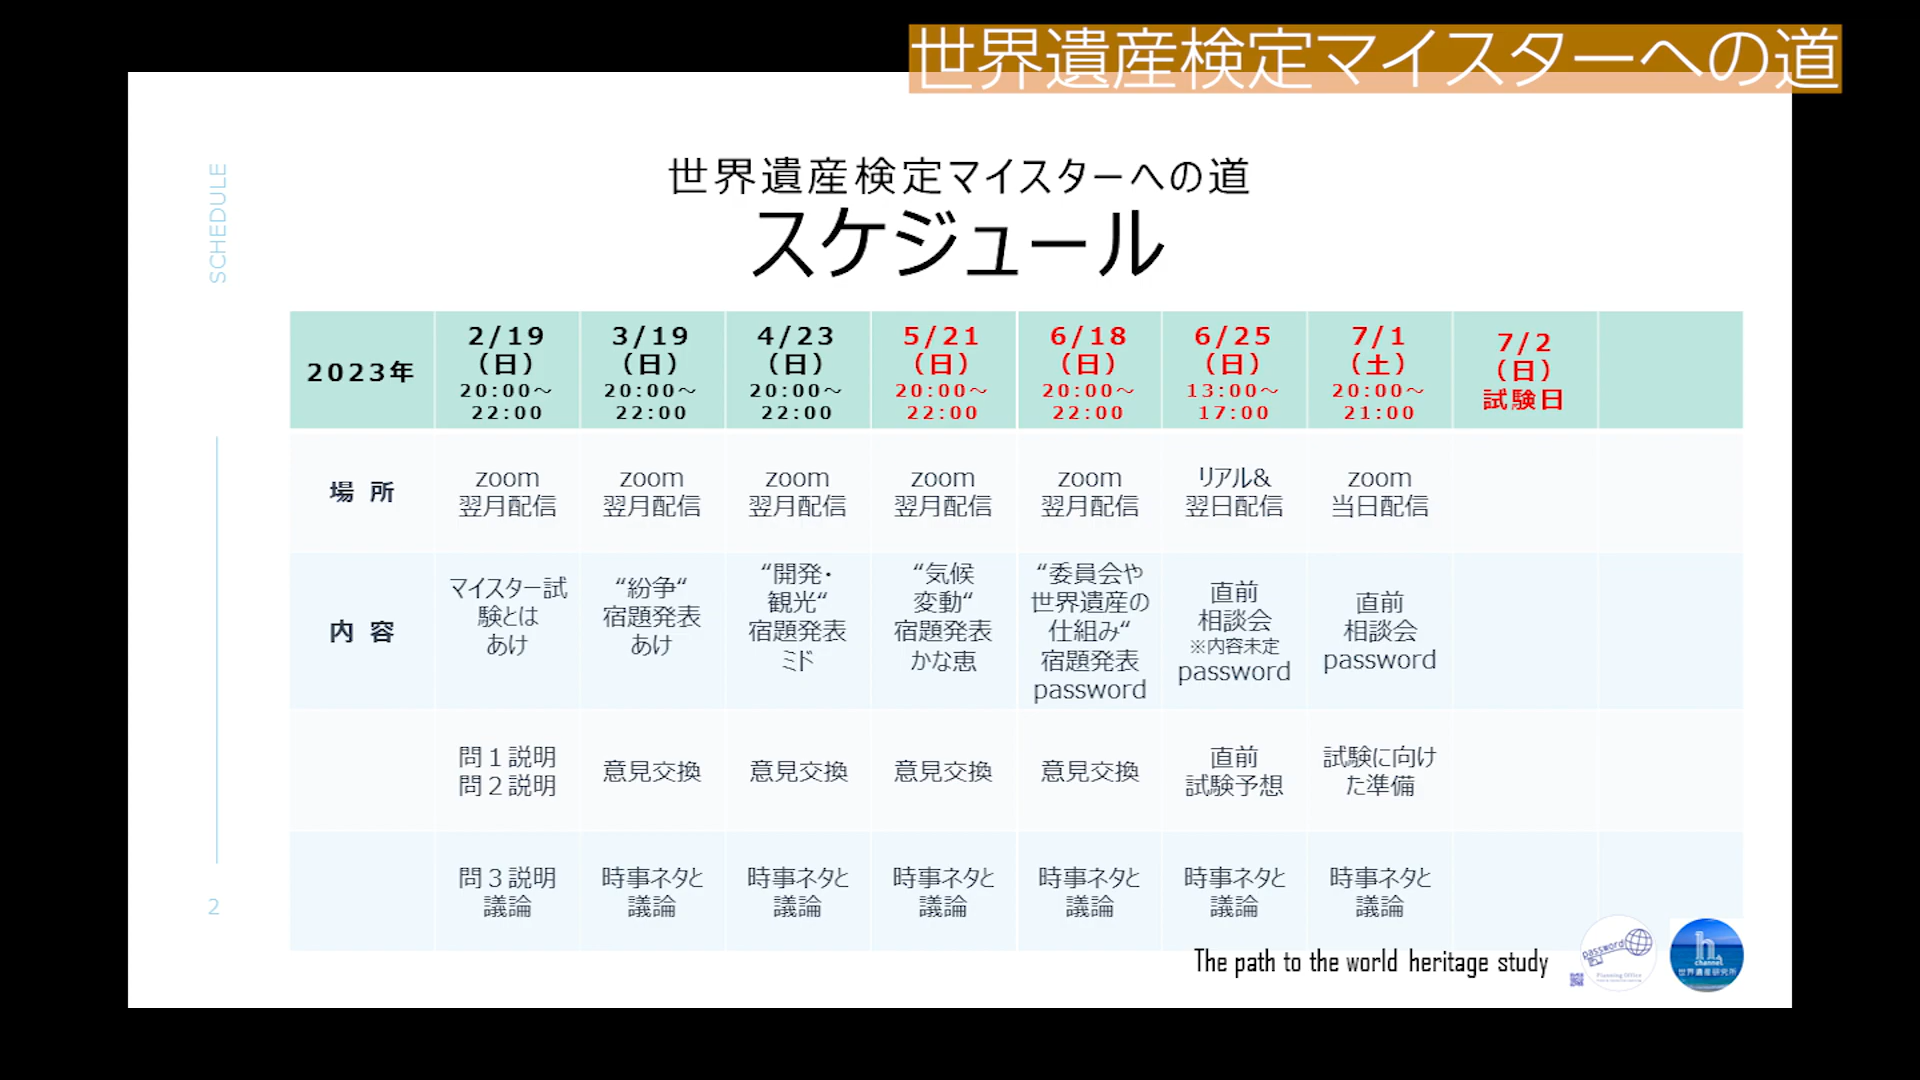 世界遺産検定マイスターへの道
SCHEDULE
世界遺産検定マイスターへの道
スケジュール
2023年
2/19
(日)
20:00～
22:00
3/19
(日)
20:00～
22:00
4/23
(日)
20:00～
22:00
5/21
(日)
20:00～
22:00
6/18
(日)
20:00～
22:00
6/25
(日)
13:00～
17:00
7/1
(土)
20:00～
21:00
7/2
(日)
試験日
場 所
zoom
翌月配信
zoom
翌月配信
zoom
翌月配信
zoom
翌月配信
zoom
翌月配信
リアル&
翌日配信
zoom
当日配信
内 容
マイスター試
験とは
あけ
“紛争“
宿題発表
あけ
“開発・
観光“
宿題発表
ミド
“気候
変動“
宿題発表
かな恵
“委員会や
世界遺産の
仕組み“
宿題発表
password
直前
相談会
※内容未定
password
直前
相談会
password
問１説明
問２説明
意見交換
意見交換
意見交換
意見交換
直前
試験予想
試験に向け
た準備
問３説明
議論
時事ネタと
議論
時事ネタと
議論
時事ネタと
議論
時事ネタと
議論
時事ネタと
議論
時事ネタと
議論
2
The path to the world heritage study
password
Planning Office
h
channel
世界遺産研究所